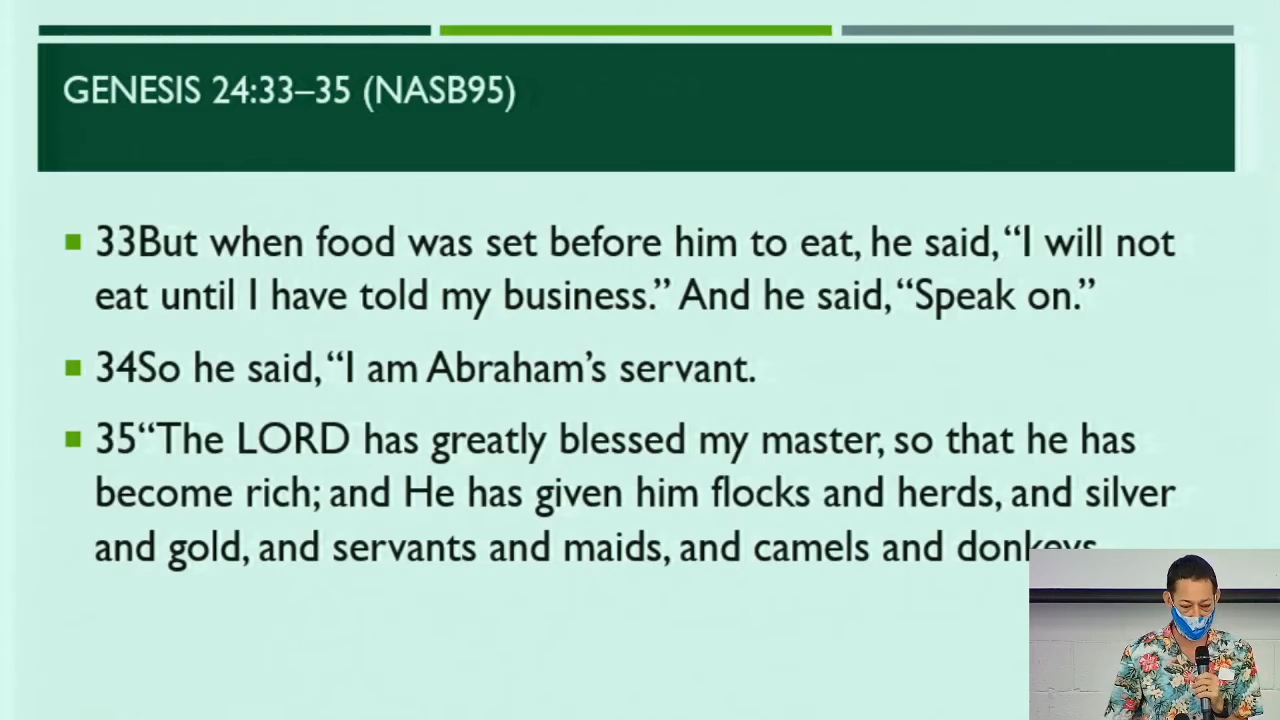 GENESIS 24:33–35 (NASB95)
33But when food was set before him to eat, he said, “I will not
eat until I have told my business.” And he said, “Speak on.”
34So he said, “I am Abraham’s servant.
35“The LORD has greatly blessed my master, so that he has
become rich; and He has given him flocks and herds, and silver
and gold, and servants and maids, and camels and donkeys